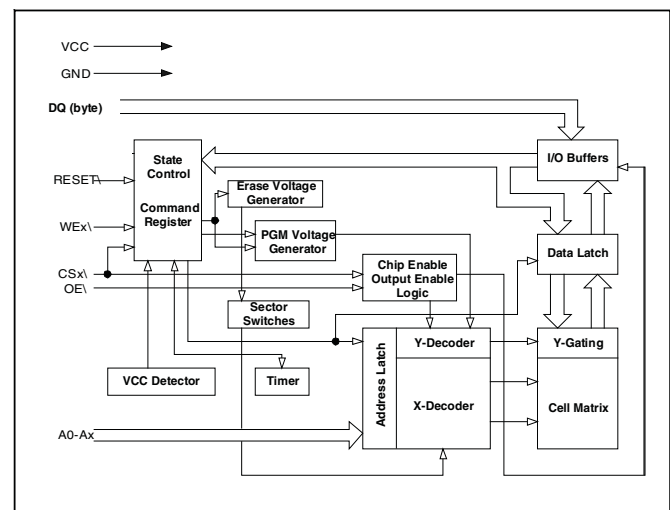 VCC
GND
DQ (byte)
I/O Buffers
State
Control
Command
Register
RESET\
Erase Voltage
Generator
WEx\
PGM Voltage
Generator
Data Latch
CSx\
OE\
Chip Enable
Output Enable
Logic
Sector
Switches
Address Latch
Y-Decoder
Y-Gating
VCC Detector
Timer
X-Decoder
Cell Matrix
A0-Ax